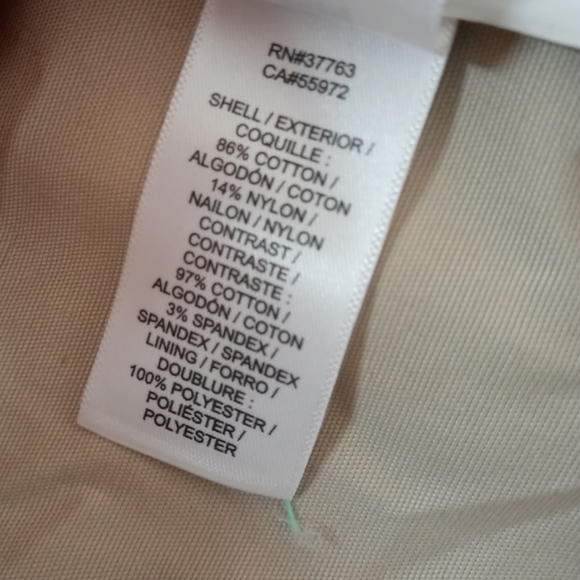 RN#37763
CA#55972
SHELL / EXTERIOR /
COQUILLE :
86% COTTON /
ALGODÓN / COTON
14% NYLON /
NAILON / NYLON
CONTRAST /
CONTRASTE /
CONTRASTE :
97% COTTON /
ALGODÓN / COTON
3% SPANDEX /
SPANDEX / SPANDEX
LINING / FORRO /
DOUBLURE :
100% POLYESTER /
POLIÉSTER /
POLYESTER